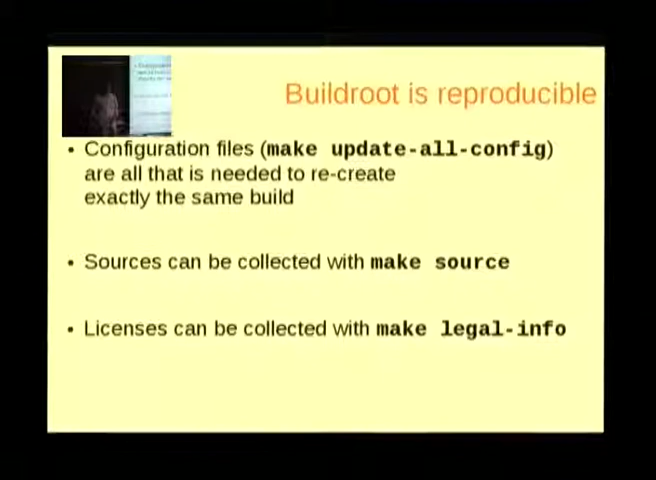 Buildroot is reproducible
• Configuration files (make update-all-config)
are all that is needed to re-create
exactly the same build
• Sources can be collected with make source
• Licenses can be collected with make legal-info